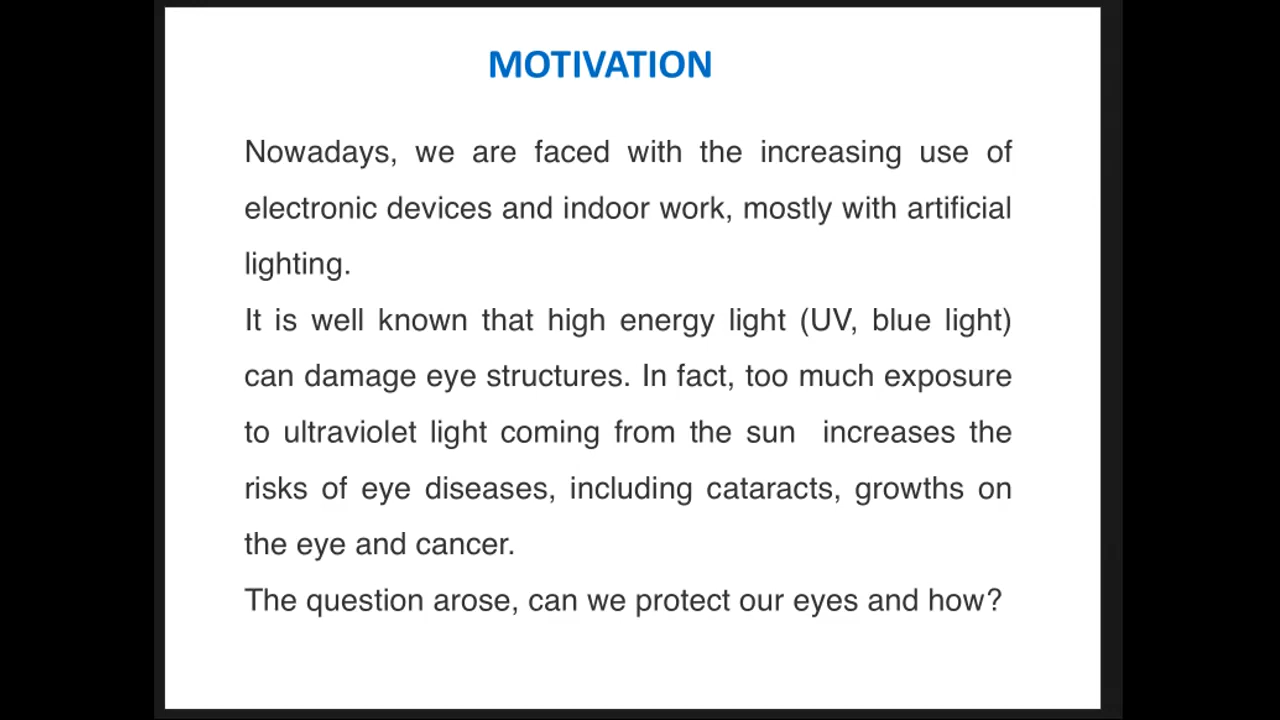 MOTIVATION
Nowadays, we are faced with the increasing use of
electronic devices and indoor work, mostly with artificial
lighting.
It is well known that high energy light (UV, blue light)
can damage eye structures. In fact, too much exposure
to ultraviolet light coming from the sun increases the
risks of eye diseases, including cataracts, growths on
the eye and cancer.
The question arose, can we protect our eyes and how?